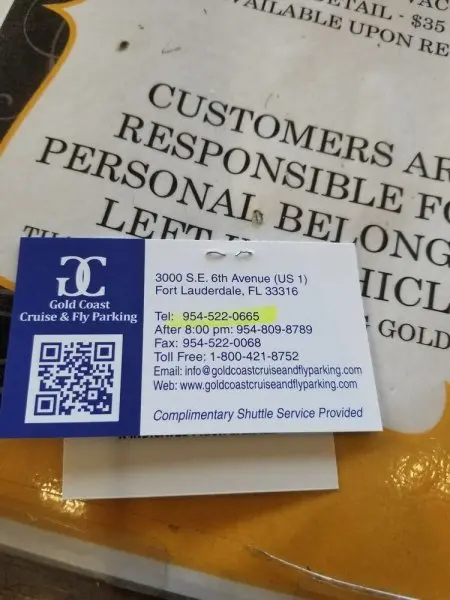 DETAIL - $35
AVAILABLE UPON RE
CUSTOMERS AR
RESPONSIBLE FO
PERSONAL BELONG
LEFT
HICL
GOLD
GC
Gold Coast
Cruise & Fly Parking
3000 S.E. 6th Avenue (US 1)
Fort Lauderdale, FL 33316
Tel: 954-522-0665
After 8:00 pm: 954-809-8789
Fax: 954-522-0068
Toll Free: 1-800-421-8752
Email: info@goldcoastcruiseandflyparking.com
Web: www.goldcoastcruiseandflyparking.com
Complimentary Shuttle Service Provided